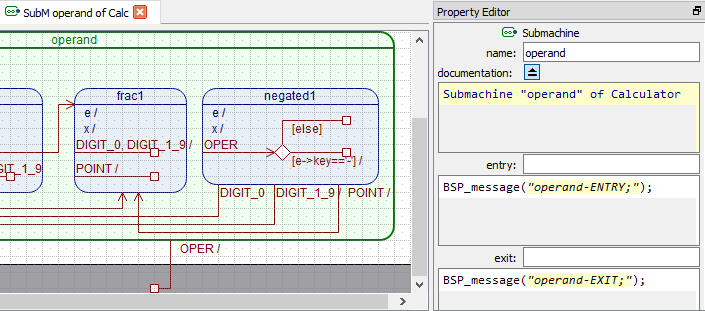 SubM operand of Calc
operand
frac1
e /
x /
DIGIT_0, DIGIT_1_9 /
POINT /
negated1
e /
x /
OPER
[else]
[e->key=='-'] /
GIT_1_9
DIGIT_0
DIGIT_1_9 /
POINT /
OPER /
Property Editor
Submachine
name: operand
documentation:
Submachine "operand" of Calculator
entry:
BSP_message("operand-ENTRY;");
exit:
BSP_message("operand-EXIT;");